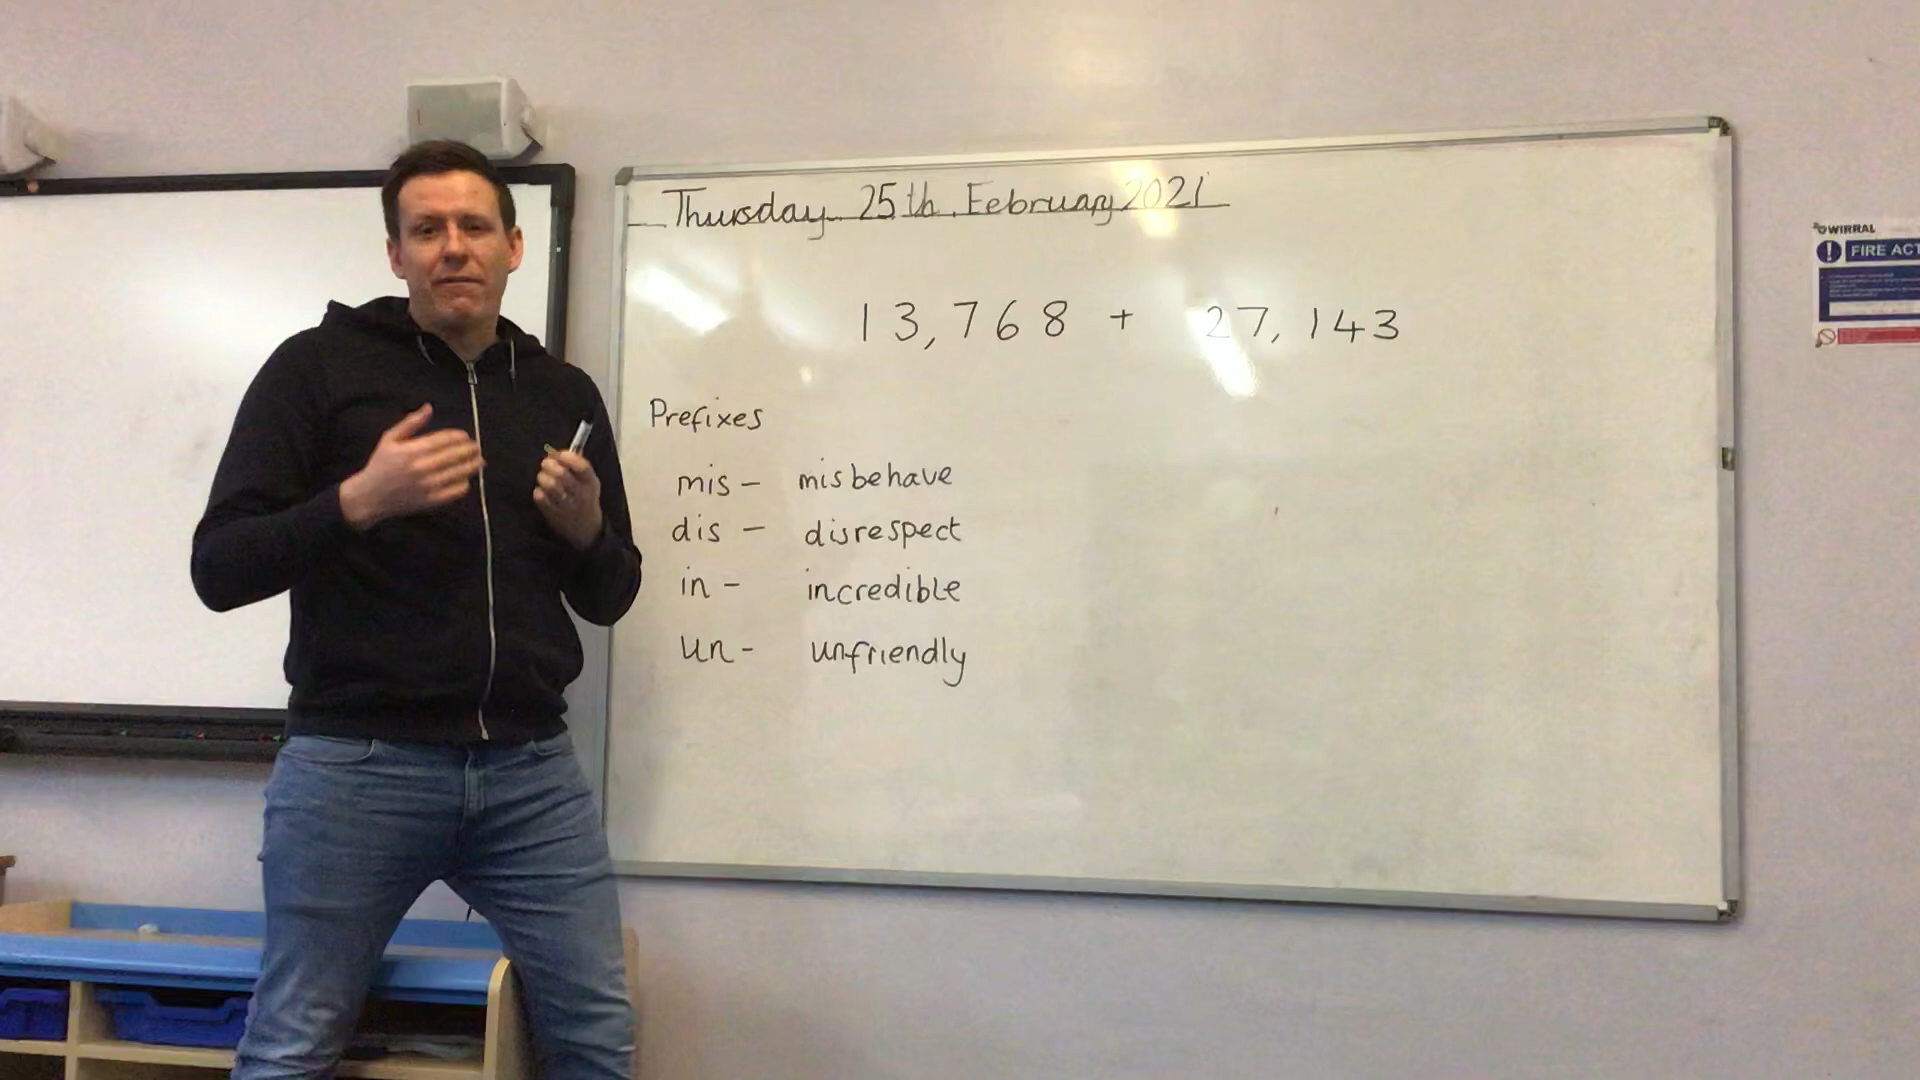 Thursday 25th February 2021
13,768 + 27,143
Prefixes
mis - misbehave
dis - disrespect
in - incredible
un - unfriendly
WIRRAL
FIRE ACT